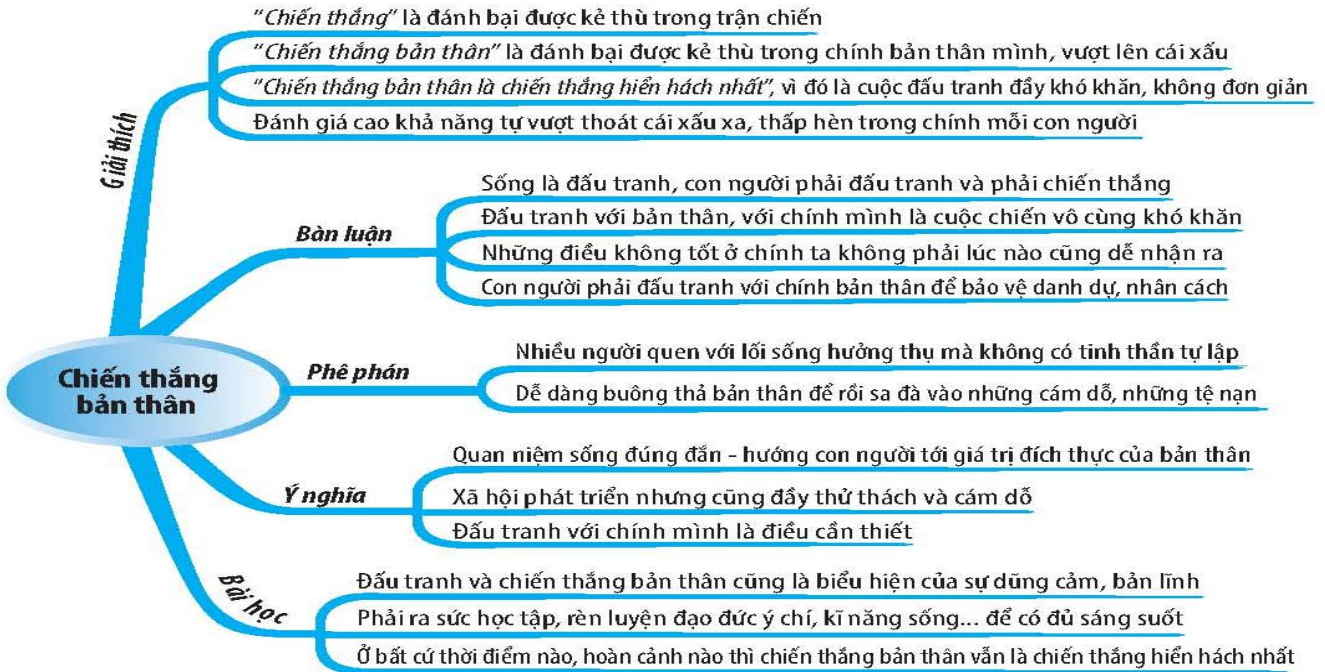 Chiến thắng
bản thân
Giải thích
"Chiến thắng" là đánh bại được kẻ thù trong trận chiến
"Chiến thắng bản thân" là đánh bại được kẻ thù trong chính bản thân mình, vượt lên cái xấu
"Chiến thắng bản thân là chiến thắng hiển hách nhất", vì đó là cuộc đấu tranh đầy khó khăn, không đơn giản
Đánh giá cao khả năng tự vượt thoát cái xấu xa, thấp hèn trong chính mỗi con người
Bàn luận
Sống là đấu tranh, con người phải đấu tranh và phải chiến thắng
Đấu tranh với bản thân, với chính mình là cuộc chiến vô cùng khó khăn
Những điều không tốt ở chính ta không phải lúc nào cũng dễ nhận ra
Con người phải đấu tranh với chính bản thân để bảo vệ danh dự, nhân cách
Phê phán
Nhiều người quen với lối sống hưởng thụ mà không có tinh thần tự lập
Dễ dàng buông thả bản thân để rồi sa đà vào những cám dỗ, những tệ nạn
Ý nghĩa
Quan niệm sống đúng đắn - hướng con người tới giá trị đích thực của bản thân
Xã hội phát triển nhưng cũng đầy thử thách và cám dỗ
Đấu tranh với chính mình là điều cần thiết
Bài học
Đấu tranh và chiến thắng bản thân cũng là biểu hiện của sự dũng cảm, bản lĩnh
Phải ra sức học tập, rèn luyện đạo đức ý chí, kĩ năng sống... để có đủ sáng suốt
Ở bất cứ thời điểm nào, hoàn cảnh nào thì chiến thắng bản thân vẫn là chiến thắng hiển hách nhất